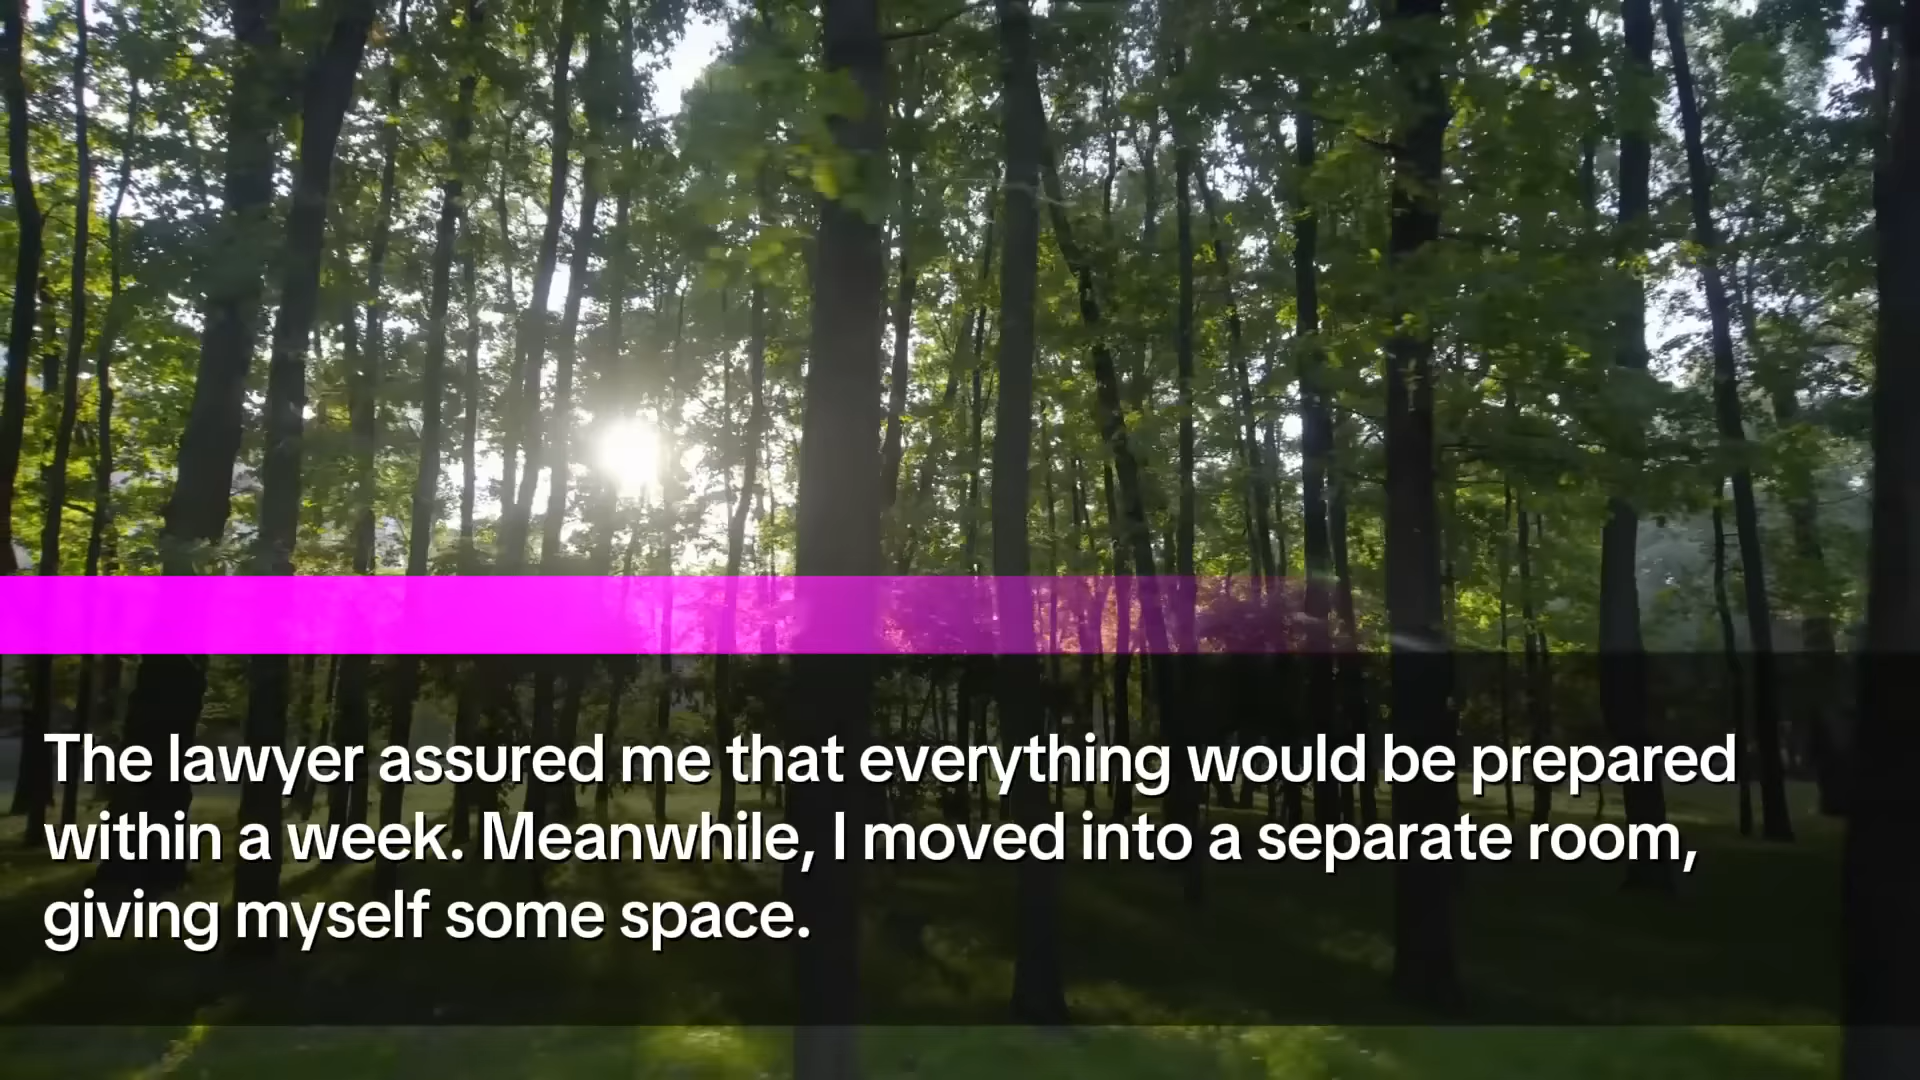 The lawyer assured me that everything would be prepared
within a week. Meanwhile, I moved into a separate room,
giving myself some space.